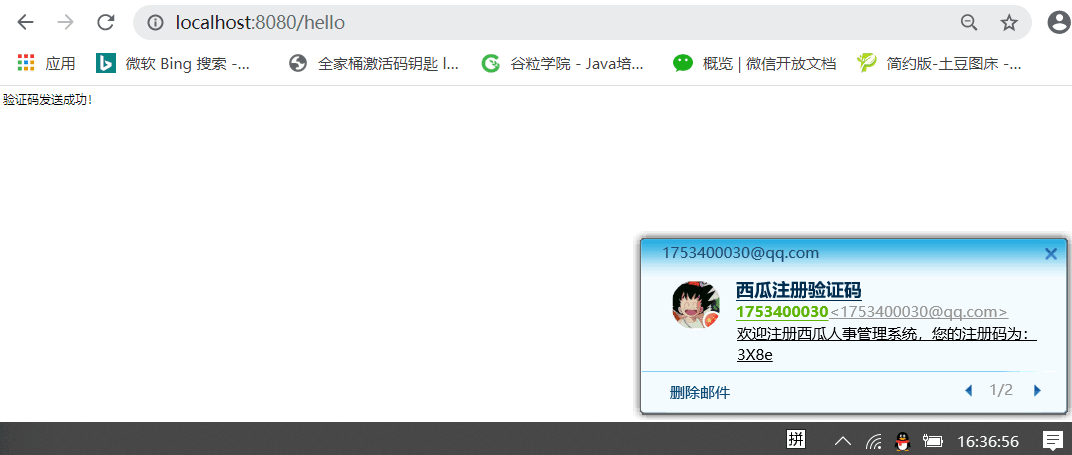 localhost:8080/hello
应用 微软 Bing 搜索 -... 全家桶激活码钥匙 l... 谷粒学院 - Java培... 概览 | 微信开放文档 简约版-土豆图床 -...
验证码发送成功!
1753400030@qq.com
西瓜注册验证码
1753400030<1753400030@qq.com>
欢迎注册西瓜人事管理系统，您的注册码为：
3X8e
删除邮件 1/2
拼 16:36:56